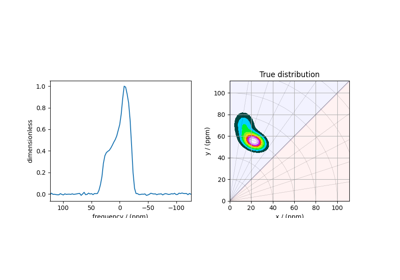 True distribution
dimensionless
1.0
0.8
0.6
0.4
0.2
0.0
100 50 0 −50 −100
frequency / (ppm)
y / (ppm)
100
80
60
40
20
0
0 20 40 60 80 100
x / (ppm)